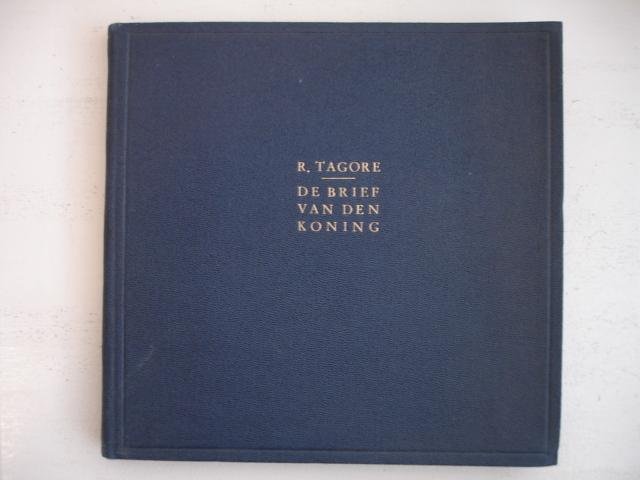 R. TAGORE
DE BRIEF
VAN DEN
KONING